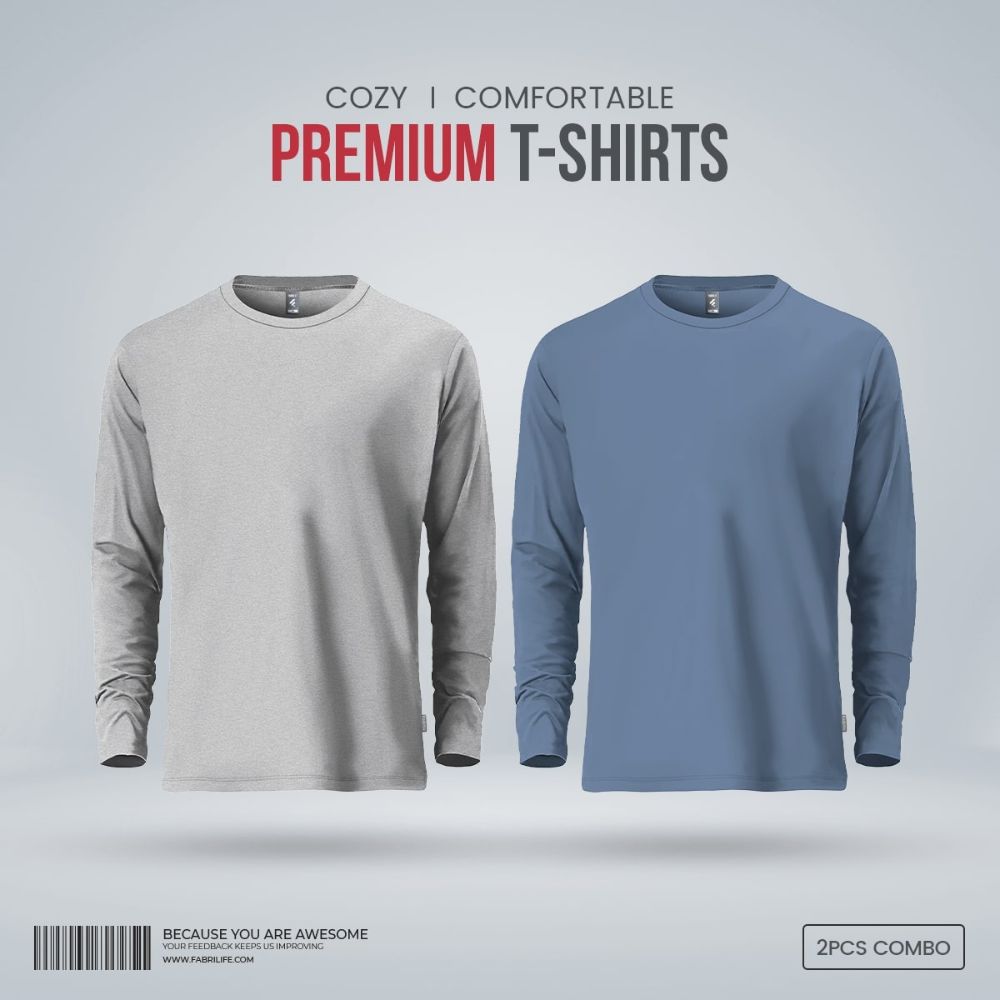 COZY | COMFORTABLE
PREMIUM T-SHIRTS
BECAUSE YOU ARE AWESOME
YOUR FEEDBACK KEEPS US IMPROVING
WWW.FABRILIFE.COM
2PCS COMBO